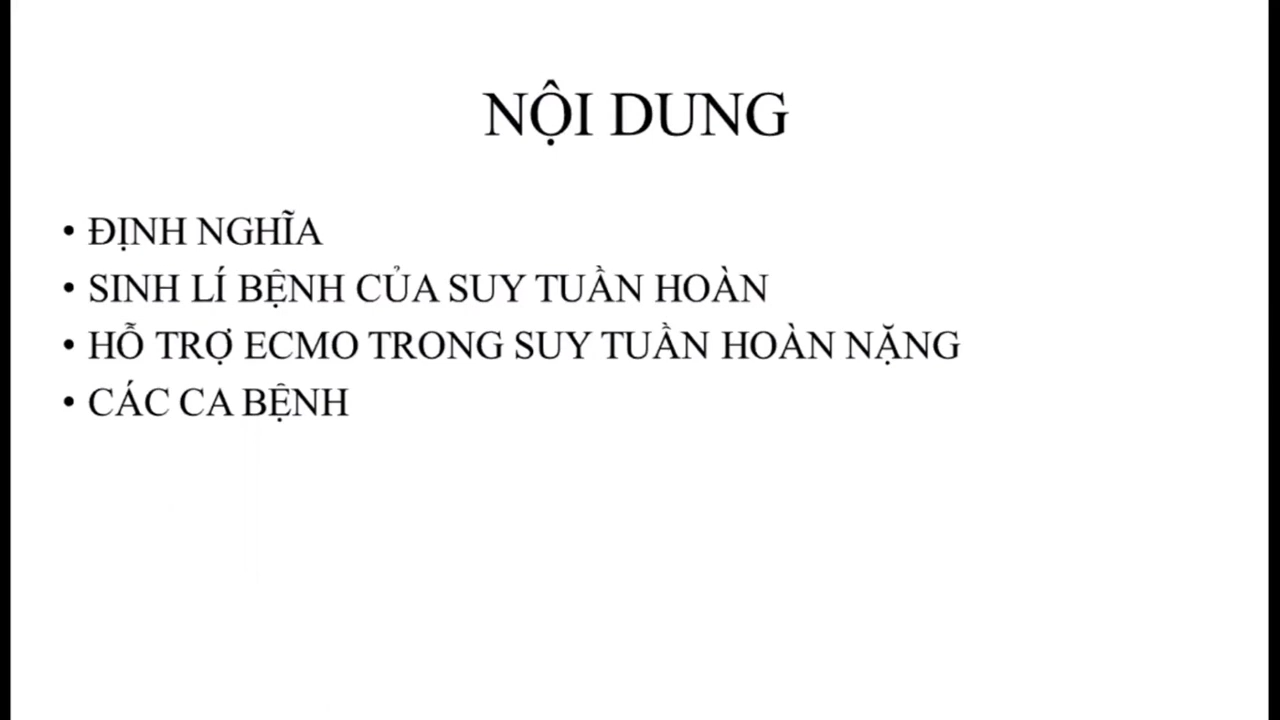 NỘI DUNG
• ĐỊNH NGHĨA
• SINH LÍ BỆNH CỦA SUY TUẦN HOÀN
• HỖ TRỢ ECMO TRONG SUY TUẦN HOÀN NẶNG
• CÁC CA BỆNH